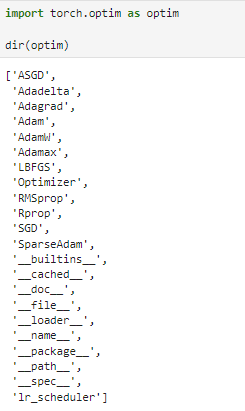 import torch.optim as optim
dir(optim)
['ASGD',
'Adadelta',
'Adagrad',
'Adam',
'AdamW',
'Adamax',
'LBFGS',
'Optimizer',
'RMSprop',
'Rprop',
'SGD',
'SparseAdam',
'__builtins__',
'__cached__',
'__doc__',
'__file__',
'__loader__',
'__name__',
'__package__',
'__path__',
'__spec__',
'lr_scheduler']